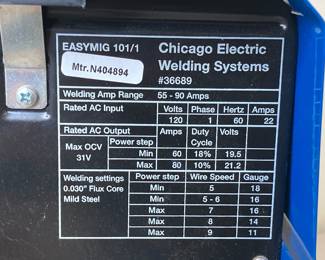 EASYMIG 101/1
Mtr.N404894
Chicago Electric
Welding Systems
#36689
Welding Amp Range 55 - 90 Amps
Rated AC Input Volts Phase Hertz Amps
120 1 60 22
Rated AC Output Amps Duty Cycle Volts
Max OCV 31V Power step
Min 60 18% 19.5
Max 80 10% 21.2
Welding settings Power step Wire Speed Gauge
0.030" Flux Core Min 5 18
Mild Steel Min 5 - 6 16
Max 7 16
Max 8 14
Max 9 11